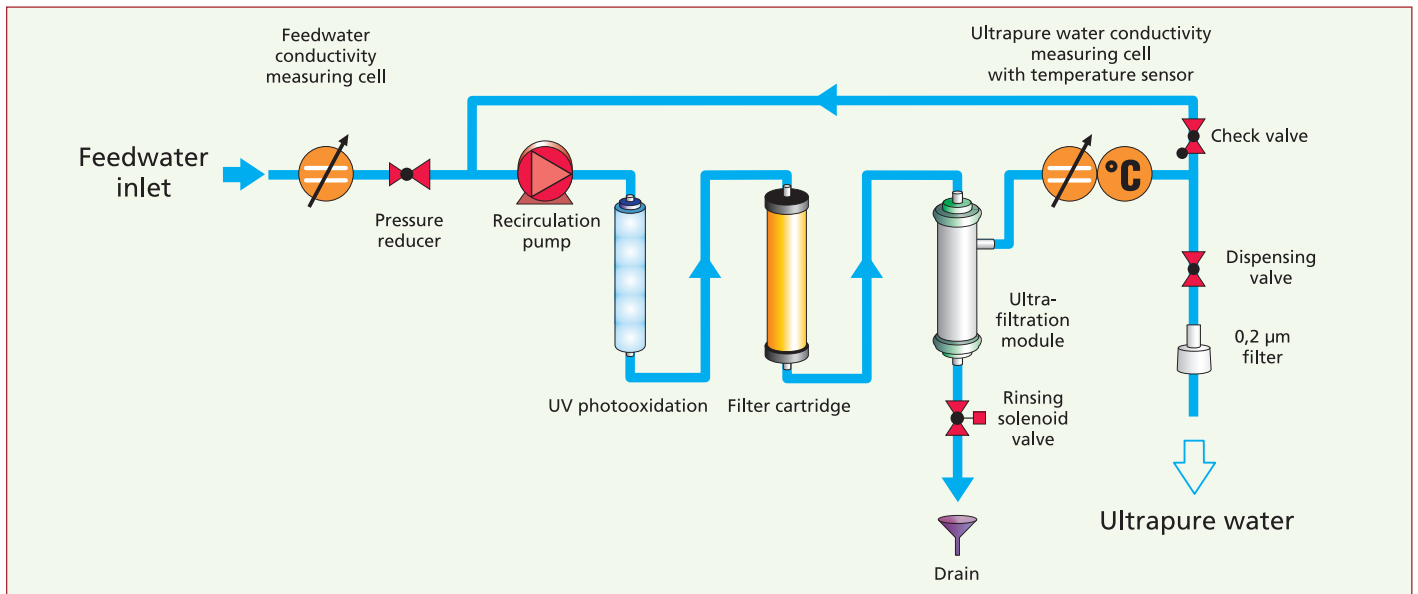 Feedwater
conductivity
measuring cell
Ultrapure water conductivity
measuring cell
with temperature sensor
Feedwater
inlet
Pressure
reducer
Recirculation
pump
°C
Check valve
Dispensing
valve
Ultra-
filtration
module
0,2 µm
filter
UV photooxidation
Filter cartridge
Rinsing
solenoid
valve
Ultrapure water
Drain